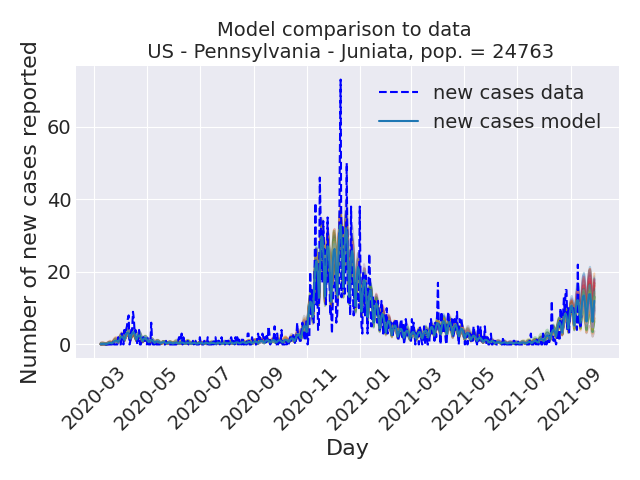 Model comparison to data
US - Pennsylvania - Juniata, pop. = 24763
Number of new cases reported
60
40
20
0
new cases data
new cases model
2020-03
2020-05
2020-07
2020-09
2020-11
2021-01
2021-03
2021-05
2021-07
2021-09
Day